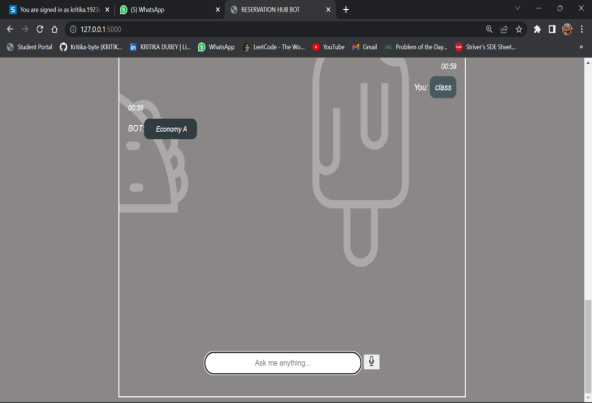 You are signed in as kritika.1923
(5) WhatsApp
RESERVATION HUB BOT
127.0.0.1:5000
Student Portal
Kritika-byte (KRITIK...
KRITIKA DUBEY | Li...
WhatsApp
LeetCode - The Wo...
YouTube
Gmail
Problem of the Day...
Striver's SDE Sheet...
00:59
You: class
00:59
BOT: Economy A
Ask me anything...